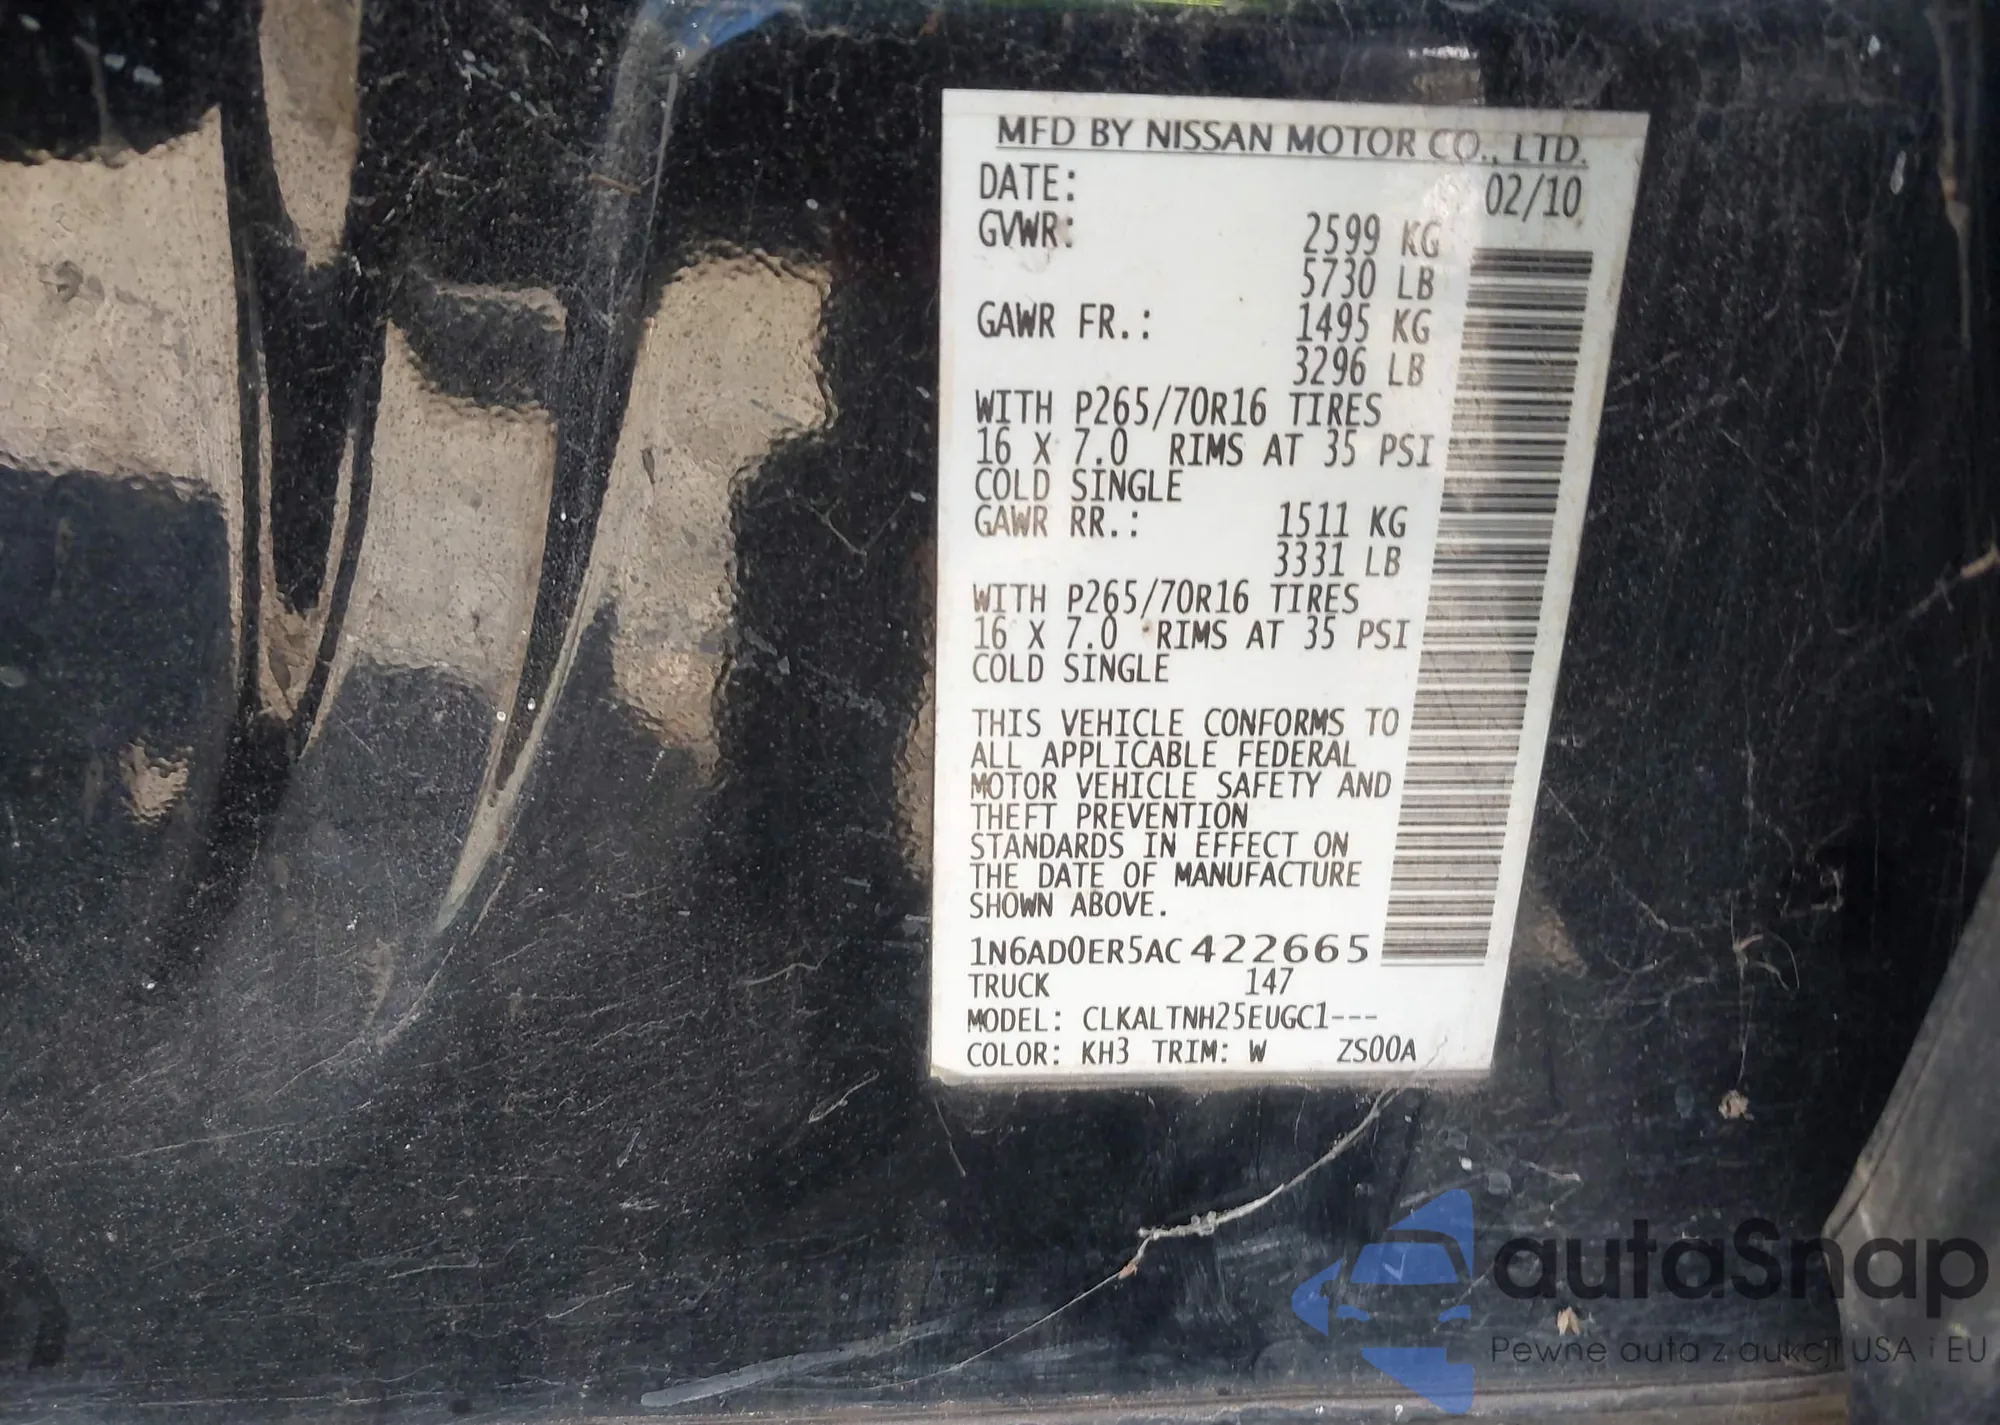 MFD BY NISSAN MOTOR CO., LTD.
DATE: 02/10
GVWR: 2599 KG
5730 LB
GAWR FR.: 1495 KG
3296 LB
WITH P265/70R16 TIRES
16 X 7.0 RIMS AT 35 PSI
COLD SINGLE
GAWR RR.: 1511 KG
3331 LB
WITH P265/70R16 TIRES
16 X 7.0 RIMS AT 35 PSI
COLD SINGLE
THIS VEHICLE CONFORMS TO
ALL APPLICABLE FEDERAL
MOTOR VEHICLE SAFETY AND
THEFT PREVENTION
STANDARDS IN EFFECT ON
THE DATE OF MANUFACTURE
SHOWN ABOVE.
1N6AD0ER5AC422665
TRUCK 147
MODEL: CLKALTNH25EUGC1---
COLOR: KH3 TRIM: W ZS00A
autaSnap
Pewne auta z aukcji USA i EU